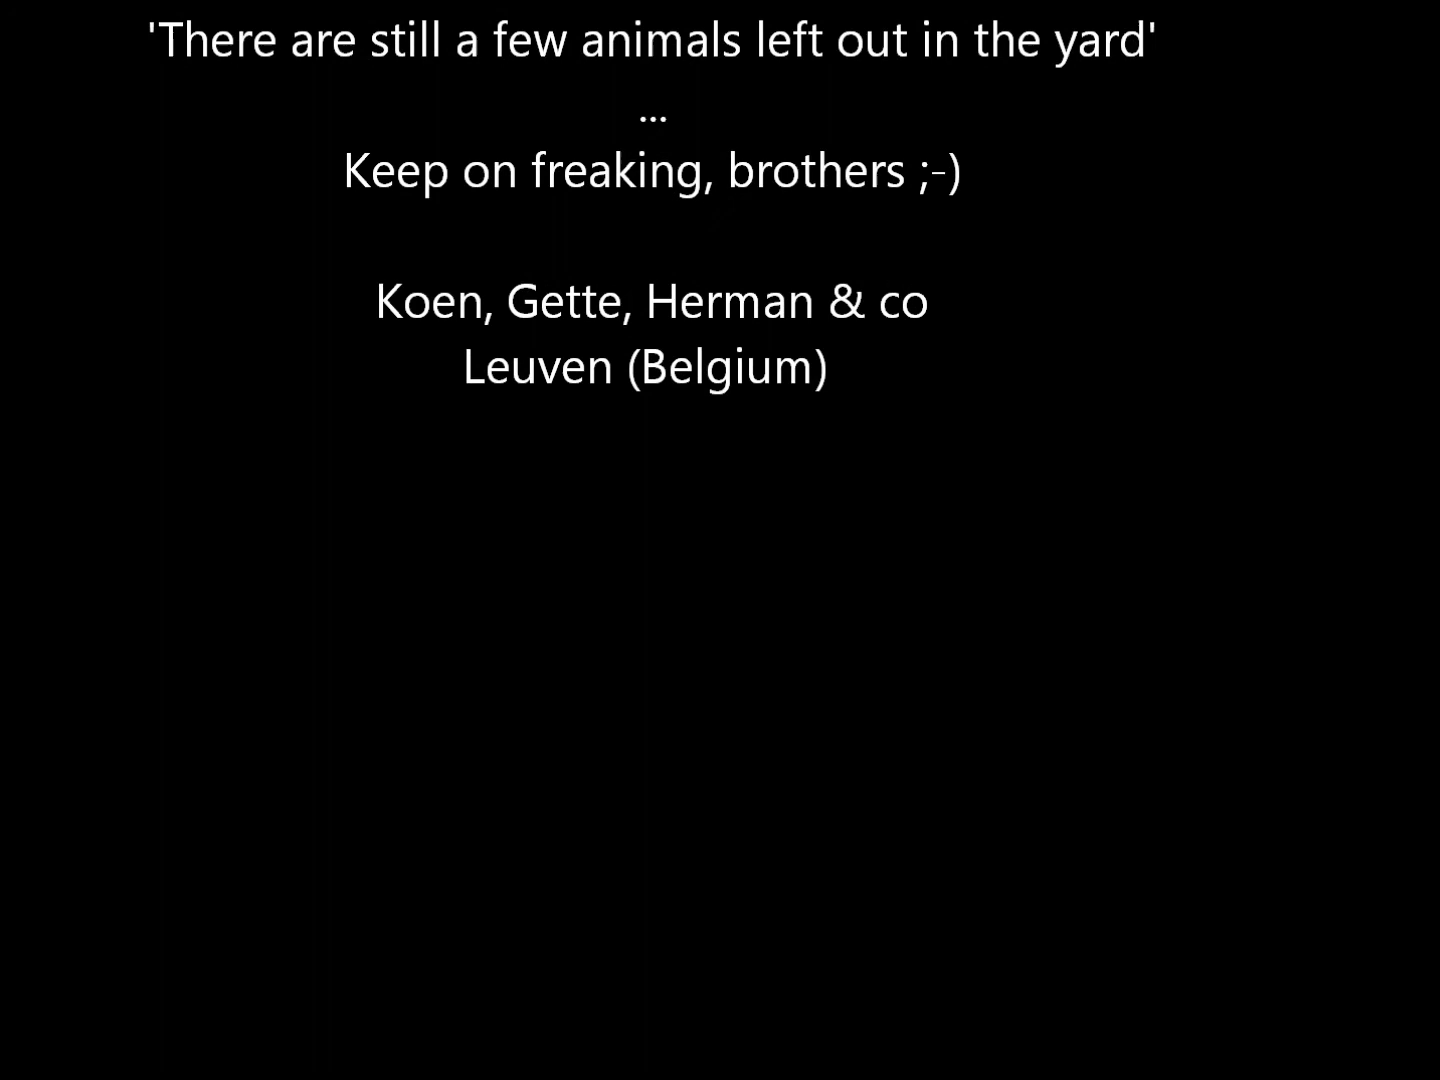 'There are still a few animals left out in the yard'
...
Keep on freaking, brothers ;-)
Koen, Gette, Herman & co
Leuven (Belgium)